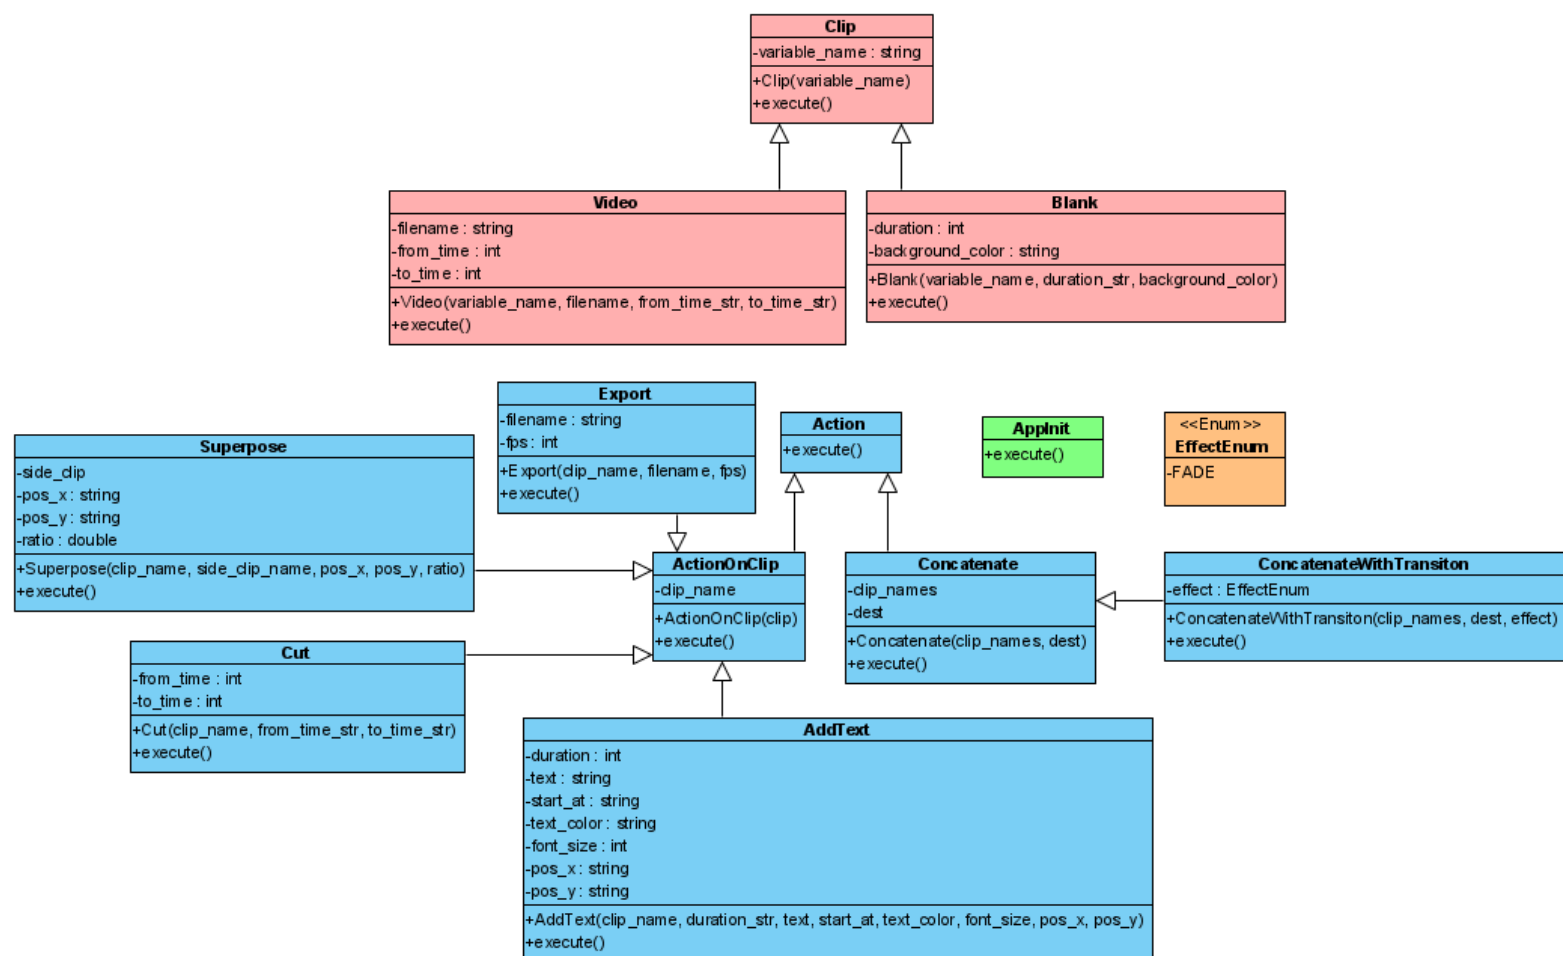 Clip
-variable_name : string
+Clip(variable_name)
+execute()
Video
-filename : string
-from_time : int
-to_time : int
+Video(variable_name, filename, from_time_str, to_time_str)
+execute()
Blank
-duration : int
-background_color : string
+Blank(variable_name, duration_str, background_color)
+execute()
Export
-filename : string
-fps : int
+Export(clip_name, filename, fps)
+execute()
Action
+execute()
AppInit
+execute()
<<Enum>>
EffectEnum
-FADE
Superpose
-side_clip
-pos_x : string
-pos_y : string
-ratio : double
+Superpose(clip_name, side_clip_name, pos_x, pos_y, ratio)
+execute()
ActionOnClip
-clip_name
+ActionOnClip(clip)
+execute()
Concatenate
-clip_names
-dest
+Concatenate(clip_names, dest)
+execute()
ConcatenateWithTransiton
-effect : EffectEnum
+ConcatenateWithTransiton(clip_names, dest, effect)
+execute()
Cut
-from_time : int
-to_time : int
+Cut(clip_name, from_time_str, to_time_str)
+execute()
AddText
-duration : int
-text : string
-start_at : string
-text_color : string
-font_size : int
-pos_x : string
-pos_y : string
+AddText(clip_name, duration_str, text, start_at, text_color, font_size, pos_x, pos_y)
+execute()